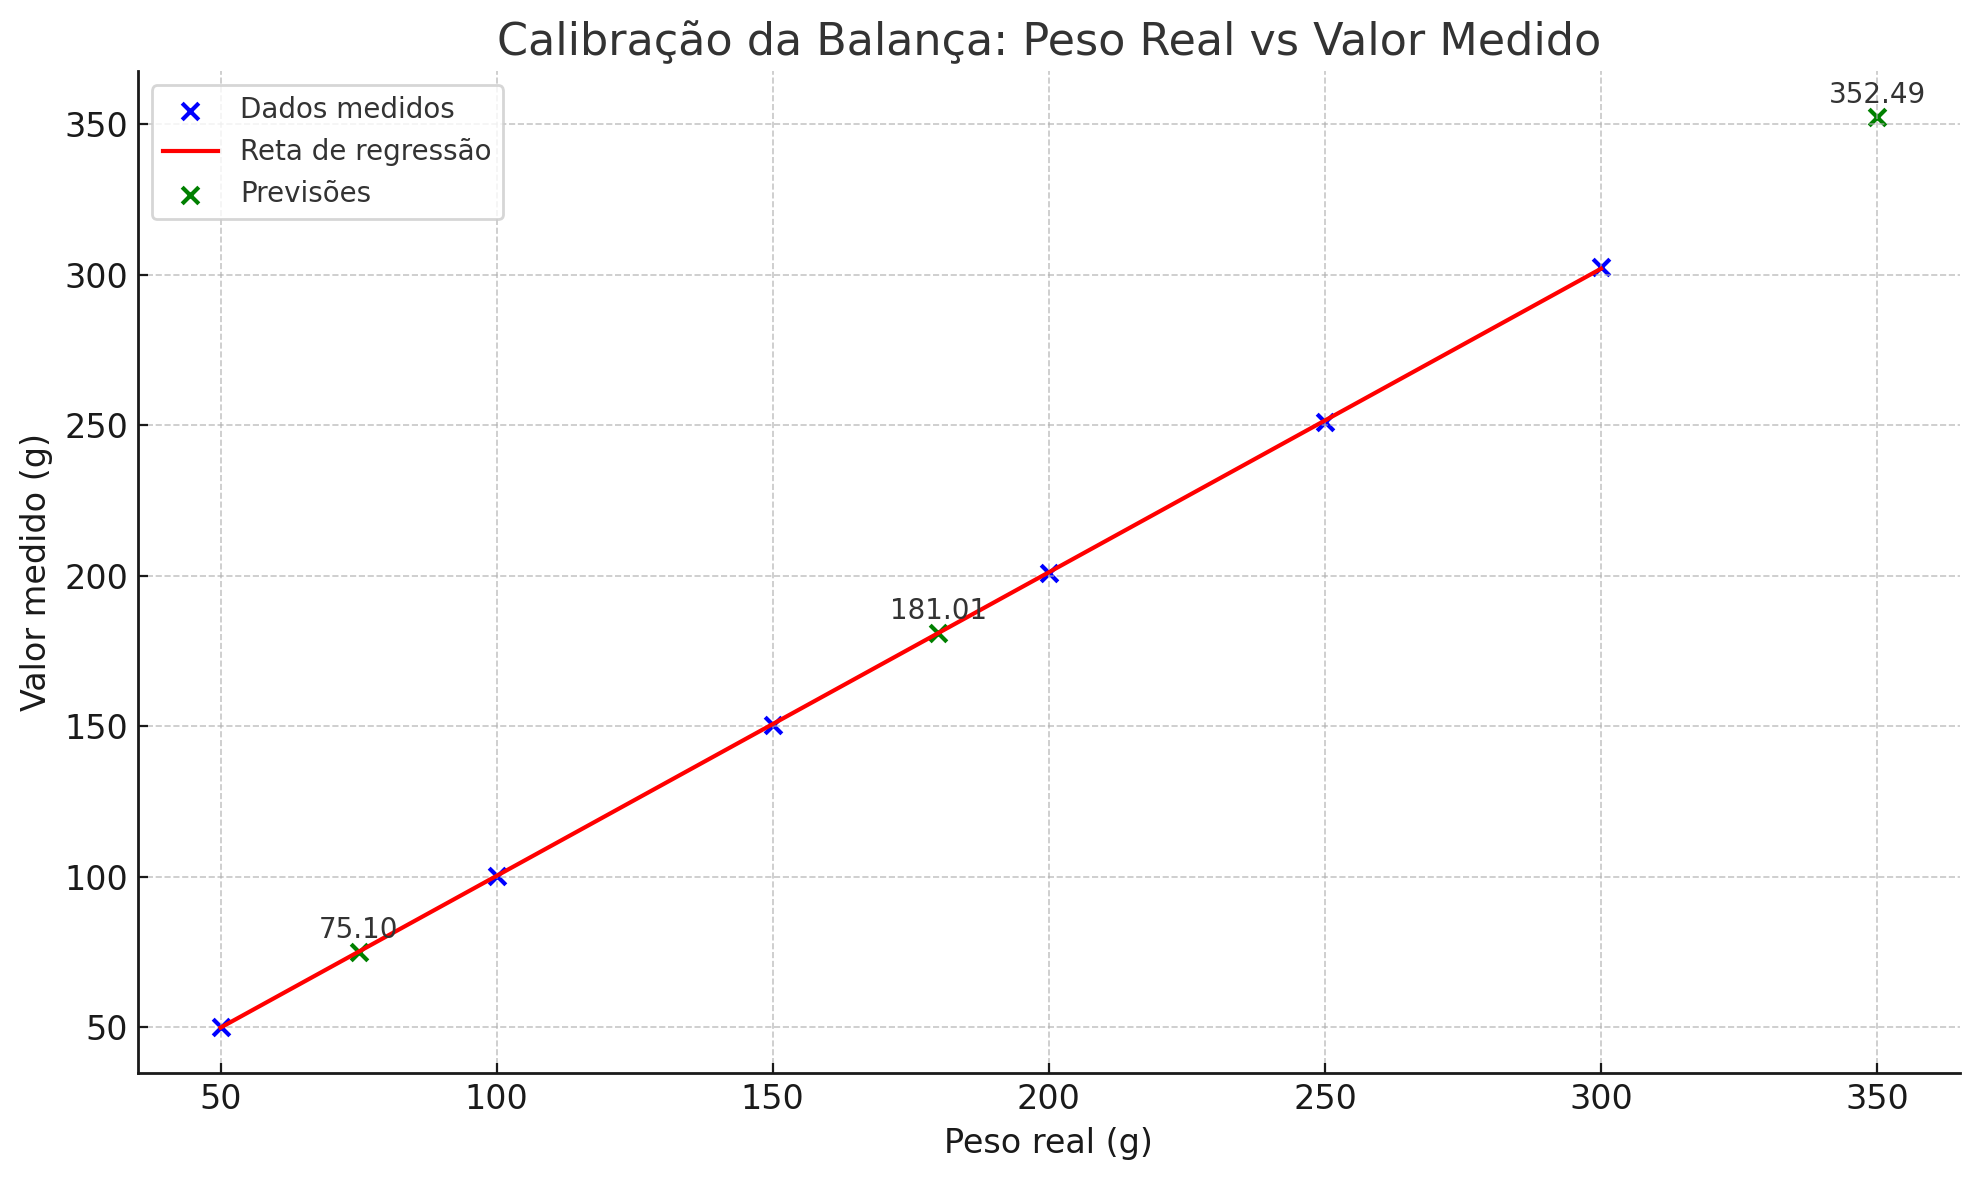 Calibração da Balança: Peso Real vs Valor Medido
Dados medidos
Reta de regressão
Previsões
352.49
181.01
75.10
Valor medido (g)
350
300
250
200
150
100
50
50 100 150 200 250 300 350
Peso real (g)